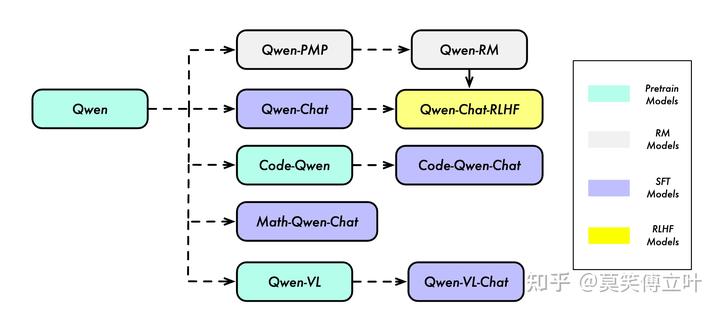 Qwen-PMP
Qwen-RM
Qwen
Qwen-Chat
Qwen-Chat-RLHF
Code-Qwen
Code-Qwen-Chat
Math-Qwen-Chat
Qwen-VL
Qwen-VL-Chat
Pretrain
Models
RM
Models
SFT
Models
RLHF
Models
知乎 @莫笑傅立叶